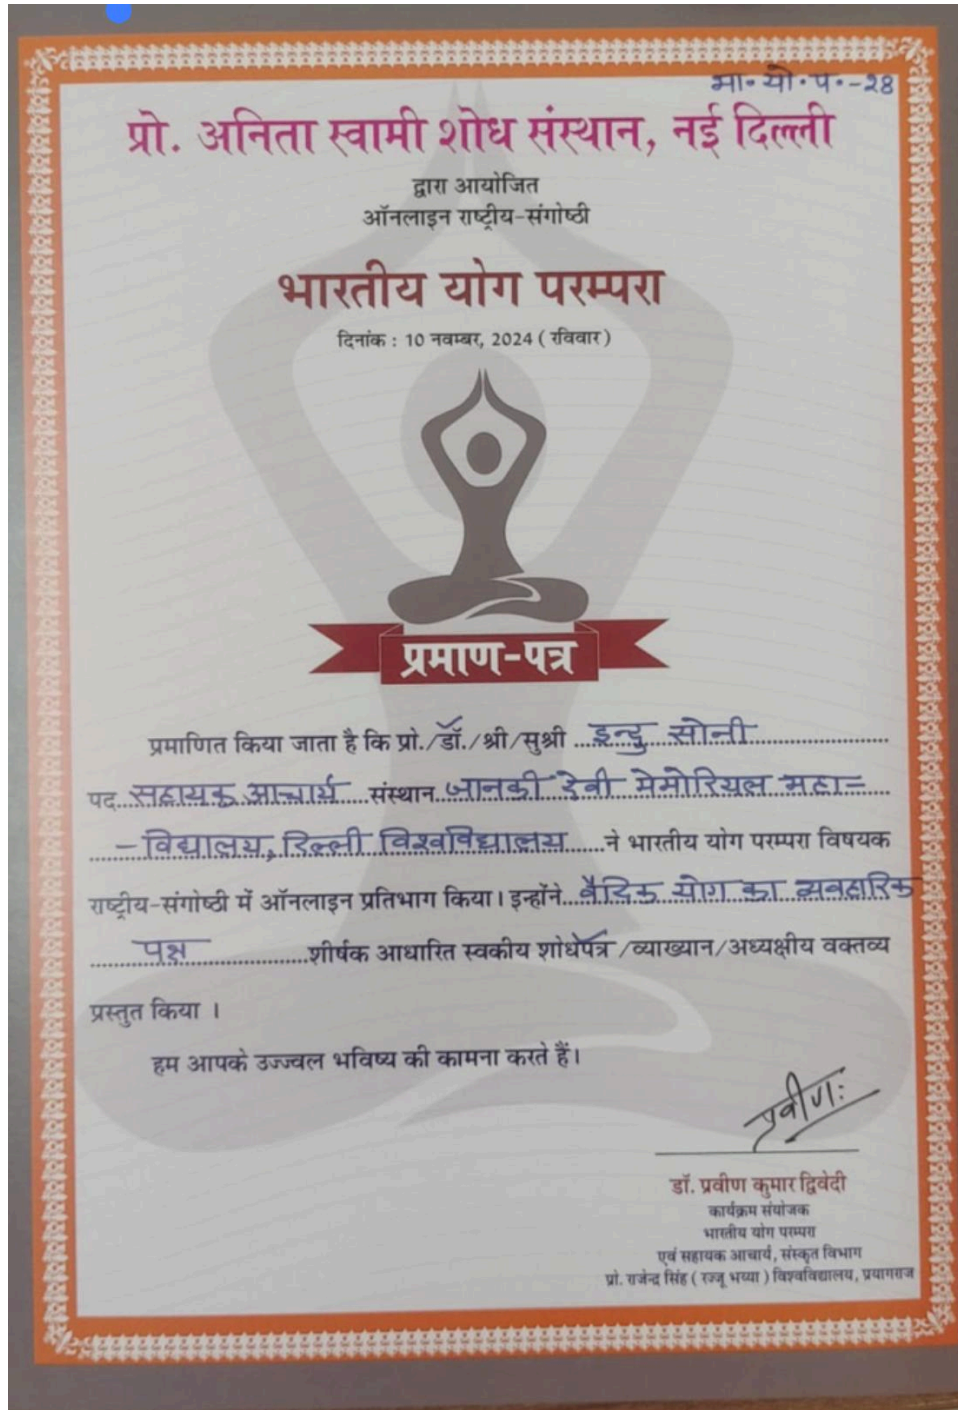 भा॰ यो॰ प॰-28
प्रो. अनिता स्वामी शोध संस्थान, नई दिल्ली
द्वारा आयोजित
ऑनलाइन राष्ट्रीय-संगोष्ठी
भारतीय योग परम्परा
दिनांक : 10 नवम्बर, 2024 ( रविवार )
प्रमाण-पत्र
प्रमाणित किया जाता है कि प्रो./डॉ./श्री/सुश्री इन्दु सोनी
पद सहायक आचार्य संस्थान जानकी देवी मेमोरियल महा=
- विद्यालय, दिल्ली विश्वविद्यालय ने भारतीय योग परम्परा विषयक
राष्ट्रीय-संगोष्ठी में ऑनलाइन प्रतिभाग किया। इन्होंने वैदिक योग का व्यवहारिक
पक्ष शीर्षक आधारित स्वकीय शोधपत्र /व्याख्यान/अध्यक्षीय वक्तव्य
प्रस्तुत किया ।
हम आपके उज्ज्वल भविष्य की कामना करते हैं।
प्रवीण:
डॉ. प्रवीण कुमार द्विवेदी
कार्यक्रम संयोजक
भारतीय योग परम्परा
एवं सहायक आचार्य, संस्कृत विभाग
प्रो. राजेन्द्र सिंह ( रज्जू भय्या ) विश्वविद्यालय, प्रयागराज